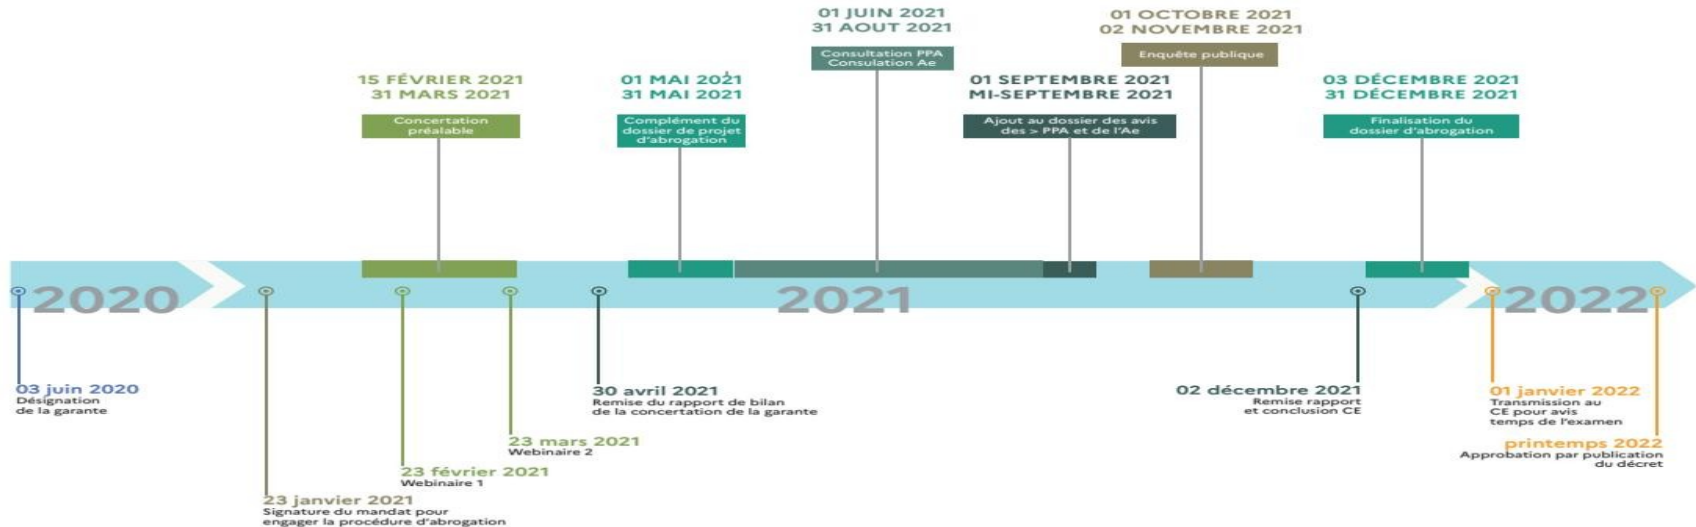 01 JUIN 2021
31 AOUT 2021
Consultation PPA
Consulation Ae
01 OCTOBRE 2021
02 NOVEMBRE 2021
Enquête publique
15 FÉVRIER 2021
31 MARS 2021
Concertation
préalable
01 MAI 2021
31 MAI 2021
Complément du
dossier de projet
d'abrogation
01 SEPTEMBRE 2021
MI-SEPTEMBRE 2021
Ajout au dossier des avis
des > PPA et de l'Ae
03 DÉCEMBRE 2021
31 DÉCEMBRE 2021
Finalisation du
dossier d'abrogation
2020
2021
2022
03 juin 2020
Désignation
de la garante
23 janvier 2021
Signature du mandat pour
engager la procédure d'abrogation
23 février 2021
Webinaire 1
23 mars 2021
Webinaire 2
30 avril 2021
Remise du rapport de bilan
de la concertation de la garante
02 décembre 2021
Remise rapport
et conclusion CE
01 janvier 2022
Transmission au
CE pour avis
temps de l'examen
printemps 2022
Approbation par publication
du décret